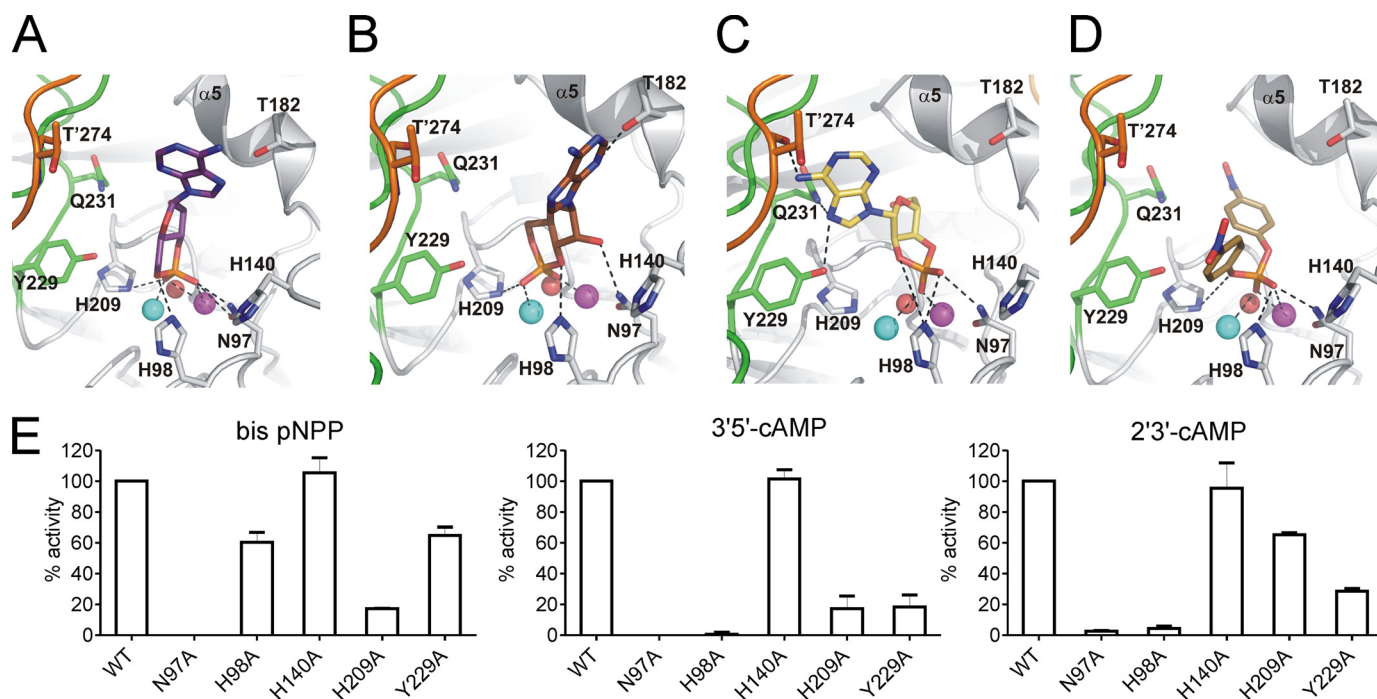 A
α5
T182
T'274
Q231
Y229
H209
H140
N97
H98
B
α5
T182
T'274
Q231
Y229
H209
H140
N97
H98
C
α5
T182
T'274
Q231
Y229
H209
H140
N97
H98
D
α5
T182
T'274
Q231
Y229
H209
H140
N97
H98
E
bis pNPP
% activity
120
100
80
60
40
20
0
WT
N97A
H98A
H140A
H209A
Y229A
3'5'-cAMP
% activity
120
100
80
60
40
20
0
WT
N97A
H98A
H140A
H209A
Y229A
2'3'-cAMP
% activity
120
100
80
60
40
20
0
WT
N97A
H98A
H140A
H209A
Y229A